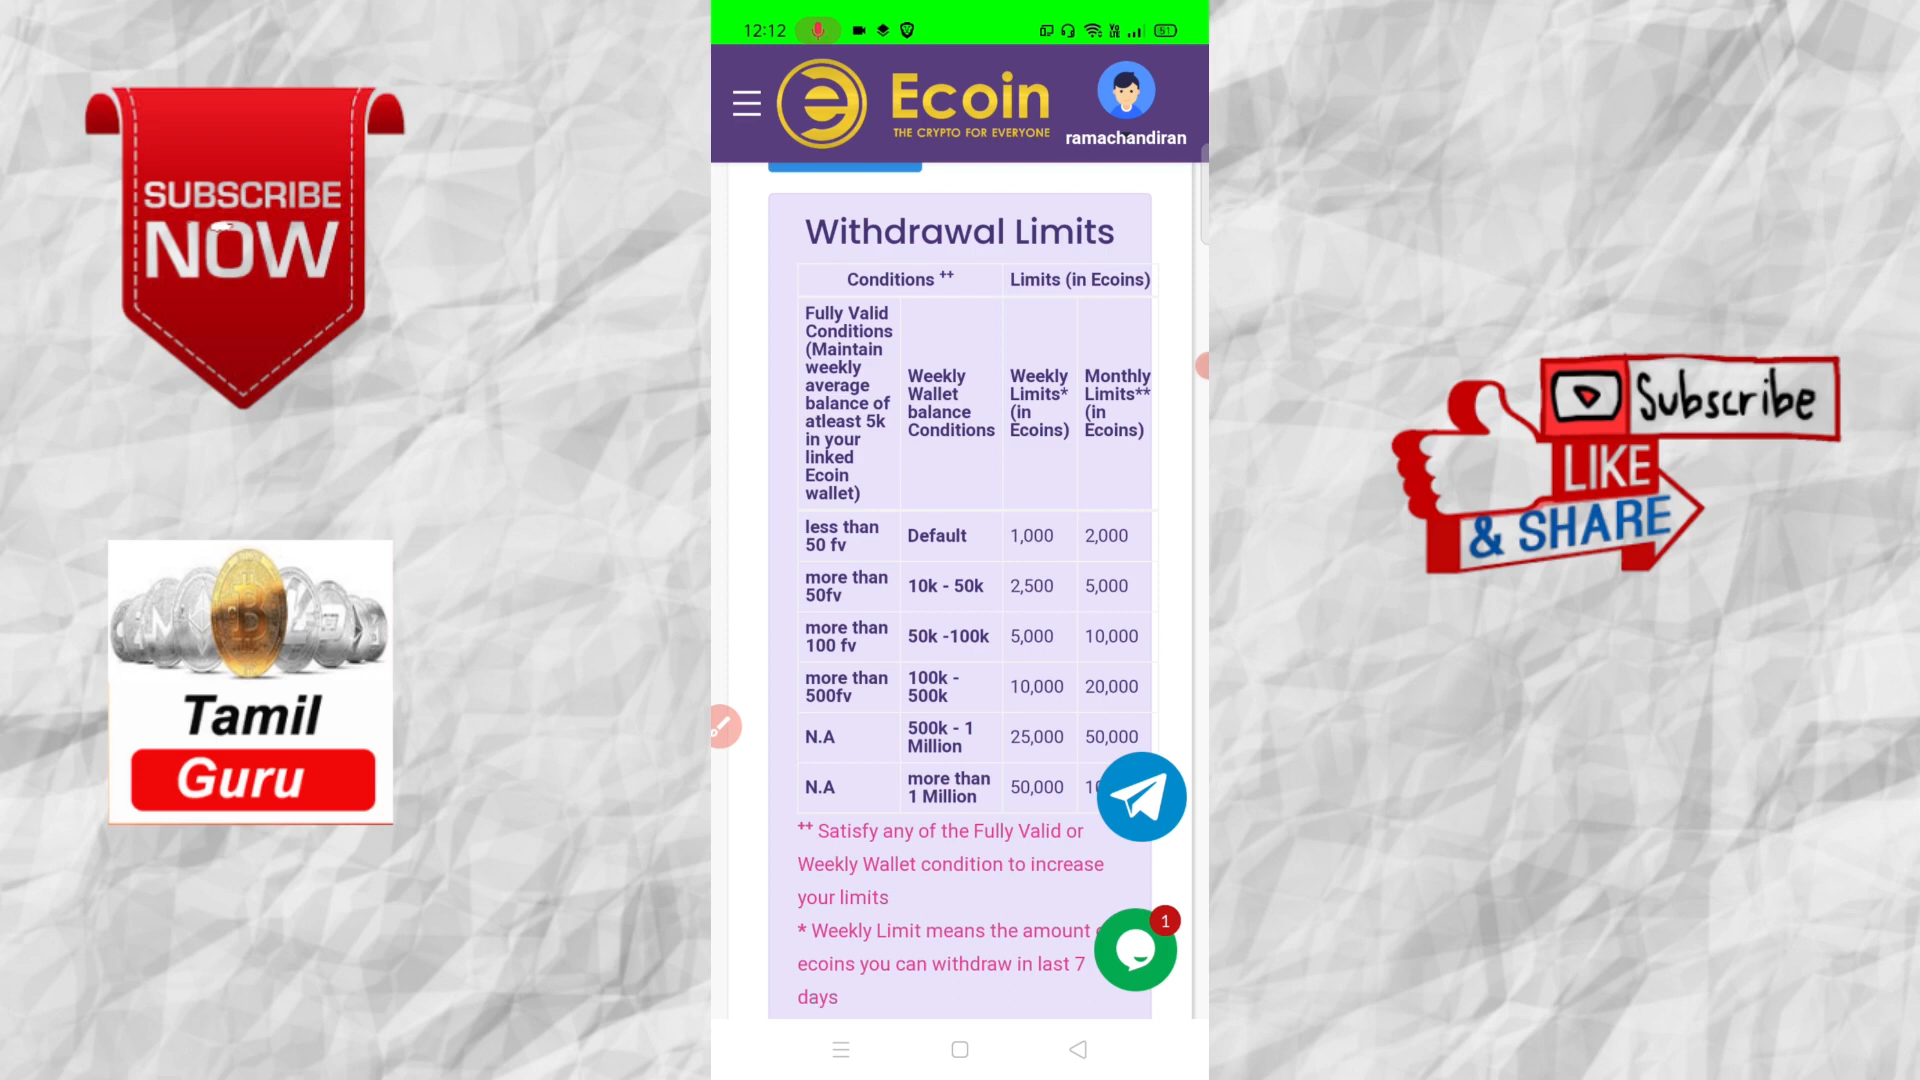 12:12
51
SUBSCRIBE
NOW
Ecoin
THE CRYPTO FOR EVERYONE
ramachandiran
Withdrawal Limits
Conditions ++
Limits (in Ecoins)
Fully Valid
Conditions
(Maintain
weekly
average
balance of
atleast 5k
in your
linked
Ecoin
wallet)
Weekly
Wallet
balance
Conditions
Weekly
Limits*
(in
Ecoins)
Monthly
Limits**
(in
Ecoins)
less than
50 fv
Default
1,000
2,000
more than
50fv
10k - 50k
2,500
5,000
more than
100 fv
50k -100k
5,000
10,000
more than
500fv
100k -
500k
10,000
20,000
N.A
500k - 1
Million
25,000
50,000
N.A
more than
1 Million
50,000
++ Satisfy any of the Fully Valid or
Weekly Wallet condition to increase
your limits
* Weekly Limit means the amount
ecoins you can withdraw in last 7
days
1
Tamil
Guru
Subscribe
LIKE
& SHARE